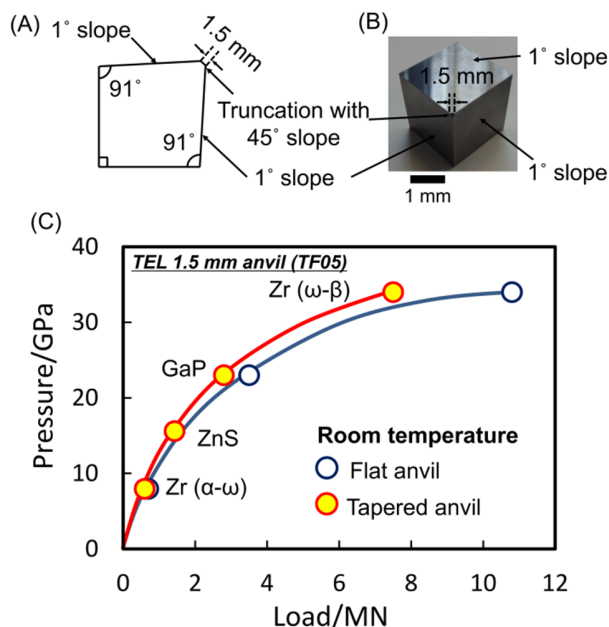 (A)
1.5 mm
1˚ slope
91˚
91˚
Truncation with
45˚ slope
1˚ slope
(B)
1˚ slope
1.5 mm
1˚ slope
1 mm
(C)
TEL 1.5 mm anvil (TF05)
Zr (ω-β)
GaP
ZnS
Zr (α-ω)
Room temperature
Flat anvil
Tapered anvil
Pressure/GPa
40
30
20
10
0
0
2
4
6
8
10
12
Load/MN